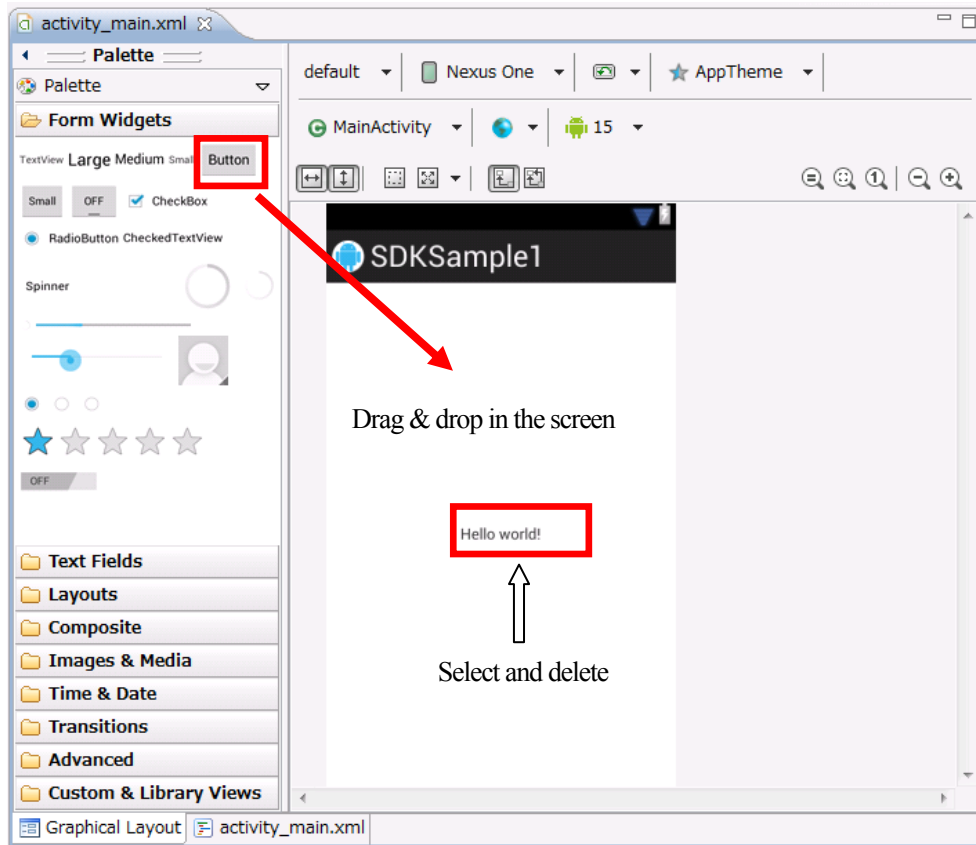 activity_main.xml
Palette
Palette
Form Widgets
TextView Large Medium Small Button
Small OFF CheckBox
RadioButton CheckedTextView
Spinner
OFF
Text Fields
Layouts
Composite
Images & Media
Time & Date
Transitions
Advanced
Custom & Library Views
Graphical Layout activity_main.xml
default Nexus One AppTheme
MainActivity 15
SDKSample1
Drag & drop in the screen
Hello world!
Select and delete